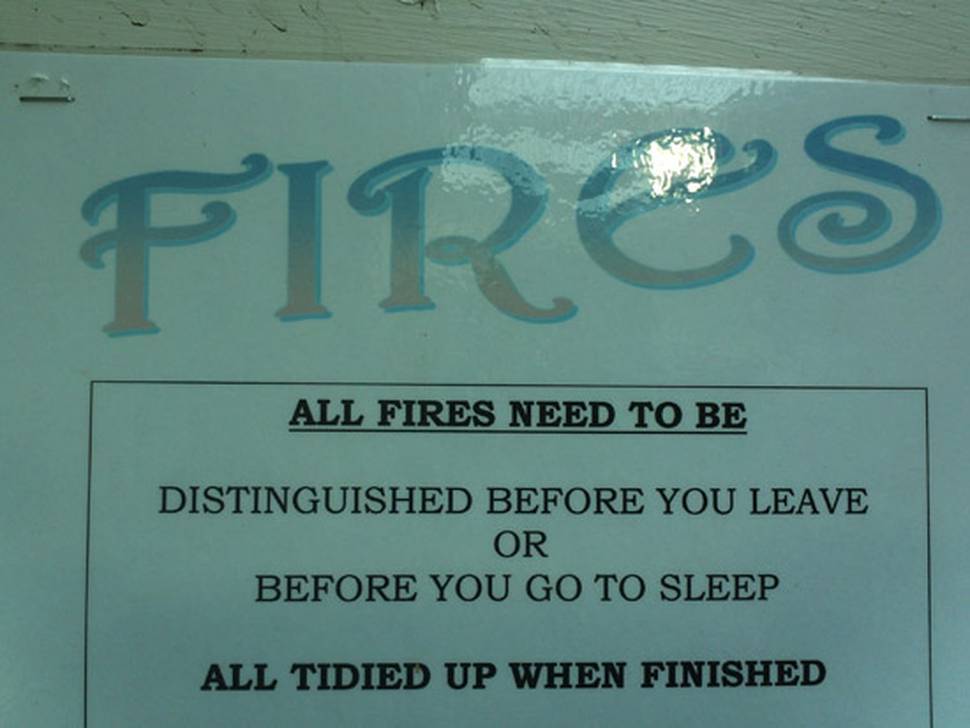 FIRES
ALL FIRES NEED TO BE
DISTINGUISHED BEFORE YOU LEAVE
OR
BEFORE YOU GO TO SLEEP
ALL TIDIED UP WHEN FINISHED